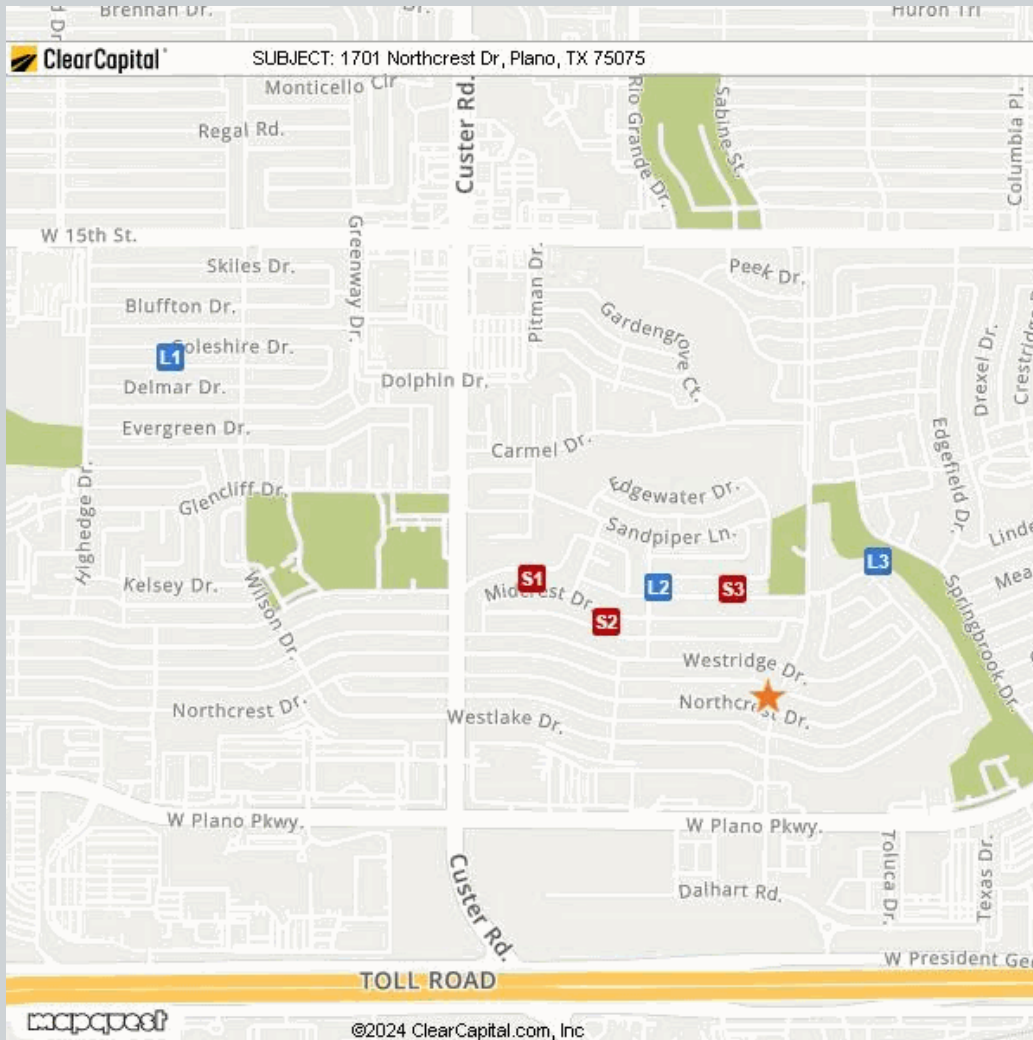 Brennan Dr.
Huron Trl
ClearCapital
SUBJECT: 1701 Northcrest Dr, Plano, TX 75075
Monticello Cir
Regal Rd.
Custer Rd.
Rio Grande Dr.
Sabine St.
Columbia Pl.
W 15th St.
Greenway Dr.
Skiles Dr.
Pitman Dr.
Peek Dr.
Bluffton Dr.
Gardengrove Ct.
L1
Coleshire Dr.
Drexel Dr.
Delmar Dr.
Dolphin Dr.
Evergreen Dr.
Carmel Dr.
Edgefield Dr.
Highedge Dr.
Glencliff Dr.
Edgewater Dr.
Sandpiper Ln.
Linde
L3
S1
Kelsey Dr.
Wilson Dr.
Midcrest Dr.
L2
S3
Mea
Springbrook Dr.
S2
Westridge Dr.
Northcrest Dr.
Northcrest Dr.
Westlake Dr.
W Plano Pkwy.
W Plano Pkwy.
Custer Rd.
Toluca Dr.
Texas Dr.
Dalhart Rd.
W President Geo
TOLL ROAD
mapquest
©2024 ClearCapital.com, Inc